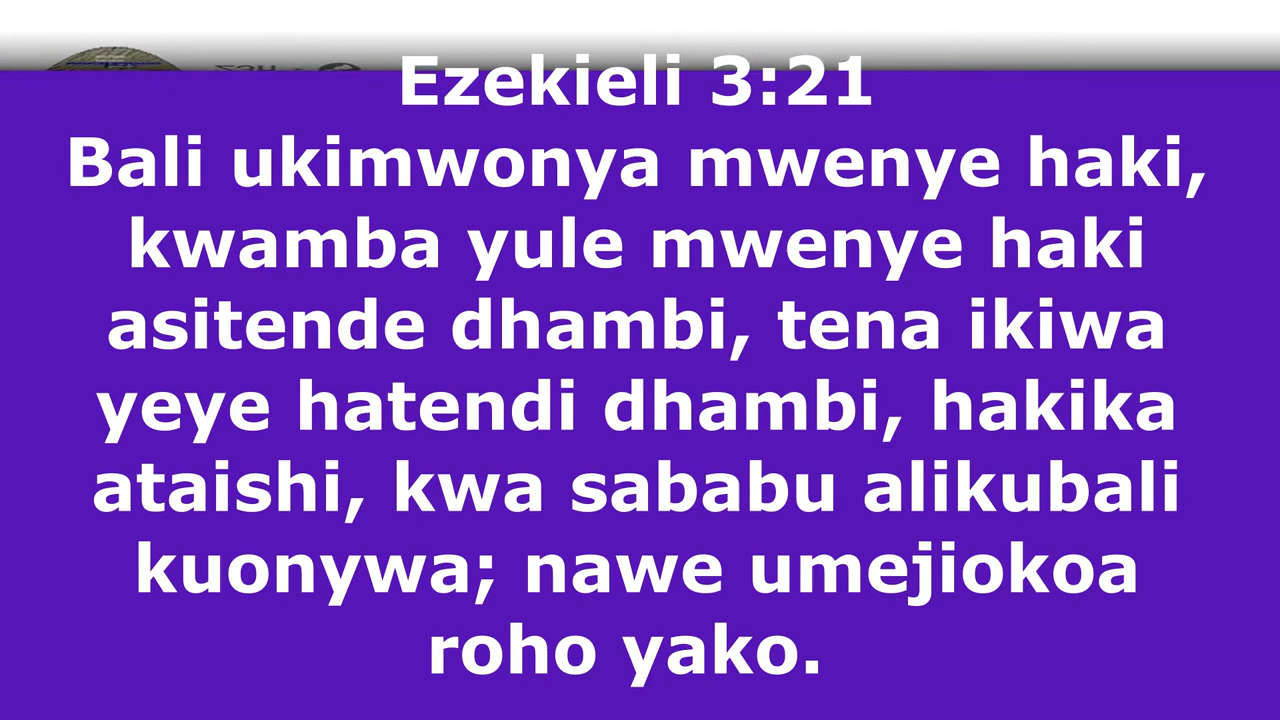 Ezekieli 3:21
Bali ukimwonya mwenye haki,
kwamba yule mwenye haki
asitende dhambi, tena ikiwa
yeye hatendi dhambi, hakika
ataishi, kwa sababu alikubali
kuonywa; nawe umejiokoa
roho yako.